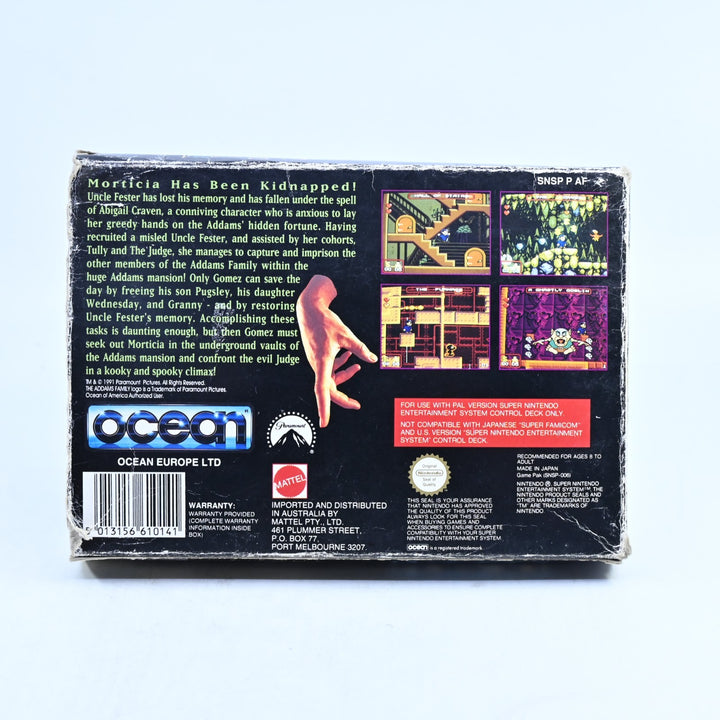 Morticia Has Been Kidnapped!
Uncle Fester has lost his memory and has fallen under the spell
of Abigail Craven, a conniving character who is anxious to lay
her greedy hands on the Addams' hidden fortune. Having
recruited a misled Uncle Fester, and assisted by her cohorts,
Tully and The Judge, she manages to capture and imprison the
other members of the Addams Family within the
huge Addams mansion! Only Gomez can save the
day by freeing his son Pugsley, his daughter
Wednesday, and Granny - and by restoring
Uncle Fester's memory. Accomplishing these
tasks is daunting enough, but then Gomez must
seek out Morticia in the underground vaults of
the Addams mansion and confront the evil Judge
in a kooky and spooky climax!
TM & © 1991 Paramount Pictures. All Rights Reserved.
THE ADDAMS FAMILY logo is a Trademark of Paramount Pictures.
Ocean of America Authorized User.
ocean
OCEAN EUROPE LTD
5 013156 610141
WARRANTY:
WARRANTY PROVIDED
(COMPLETE WARRANTY
INFORMATION INSIDE
BOX)
Paramount
MATTEL
IMPORTED AND DISTRIBUTED
IN AUSTRALIA BY
MATTEL PTY., LTD.
461 PLUMMER STREET,
P.O. BOX 77,
PORT MELBOURNE 3207.
SNSP P AF
HALL OF STAIRS
THE FURNACE
A GHOSTLY GOBLIN
FOR USE WITH PAL VERSION SUPER NINTENDO
ENTERTAINMENT SYSTEM CONTROL DECK ONLY.
NOT COMPATIBLE WITH JAPANESE "SUPER FAMICOM"
AND U.S. VERSION "SUPER NINTENDO ENTERTAINMENT
SYSTEM" CONTROL DECK.
Original
Nintendo
Seal of
Quality
THIS SEAL IS YOUR ASSURANCE
THAT NINTENDO HAS APPROVED
THE QUALITY OF THIS PRODUCT.
ALWAYS LOOK FOR THIS SEAL
WHEN BUYING GAMES AND
ACCESSORIES TO ENSURE COMPLETE
COMPATIBILITY WITH YOUR SUPER
NINTENDO ENTERTAINMENT SYSTEM.
ocean is a registered trademark
RECOMMENDED FOR AGES 8 TO
ADULT
MADE IN JAPAN
Game Pak (SNSP-006)
NINTENDO ®, SUPER NINTENDO
ENTERTAINMENT SYSTEM™, THE
NINTENDO PRODUCT SEALS AND
OTHER MARKS DESIGNATED AS
"TM" ARE TRADEMARKS OF
NINTENDO